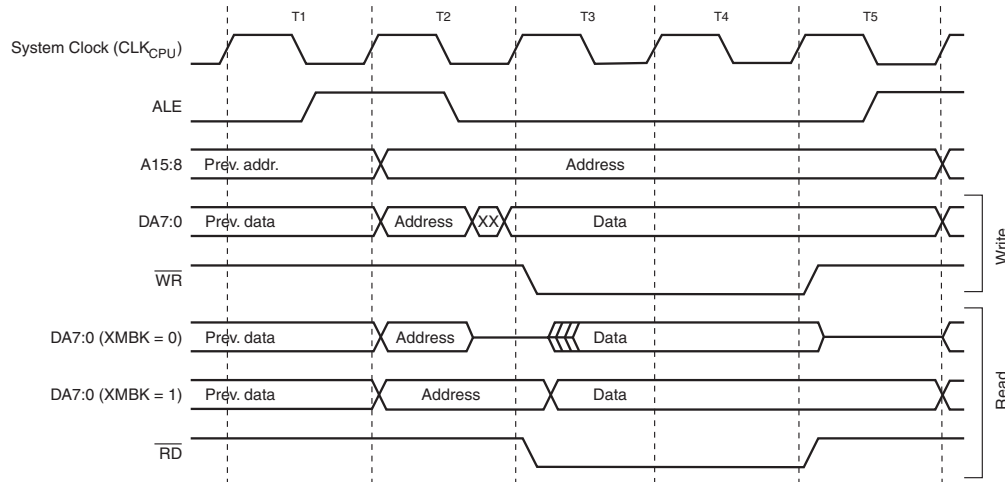 T1 T2 T3 T4 T5
System Clock (CLKCPU)
ALE
A15:8 Prev. addr. Address
DA7:0 Prev. data Address XX Data
WR
Write
DA7:0 (XMBK = 0) Prev. data Address Data
DA7:0 (XMBK = 1) Prev. data Address Data
RD
Read